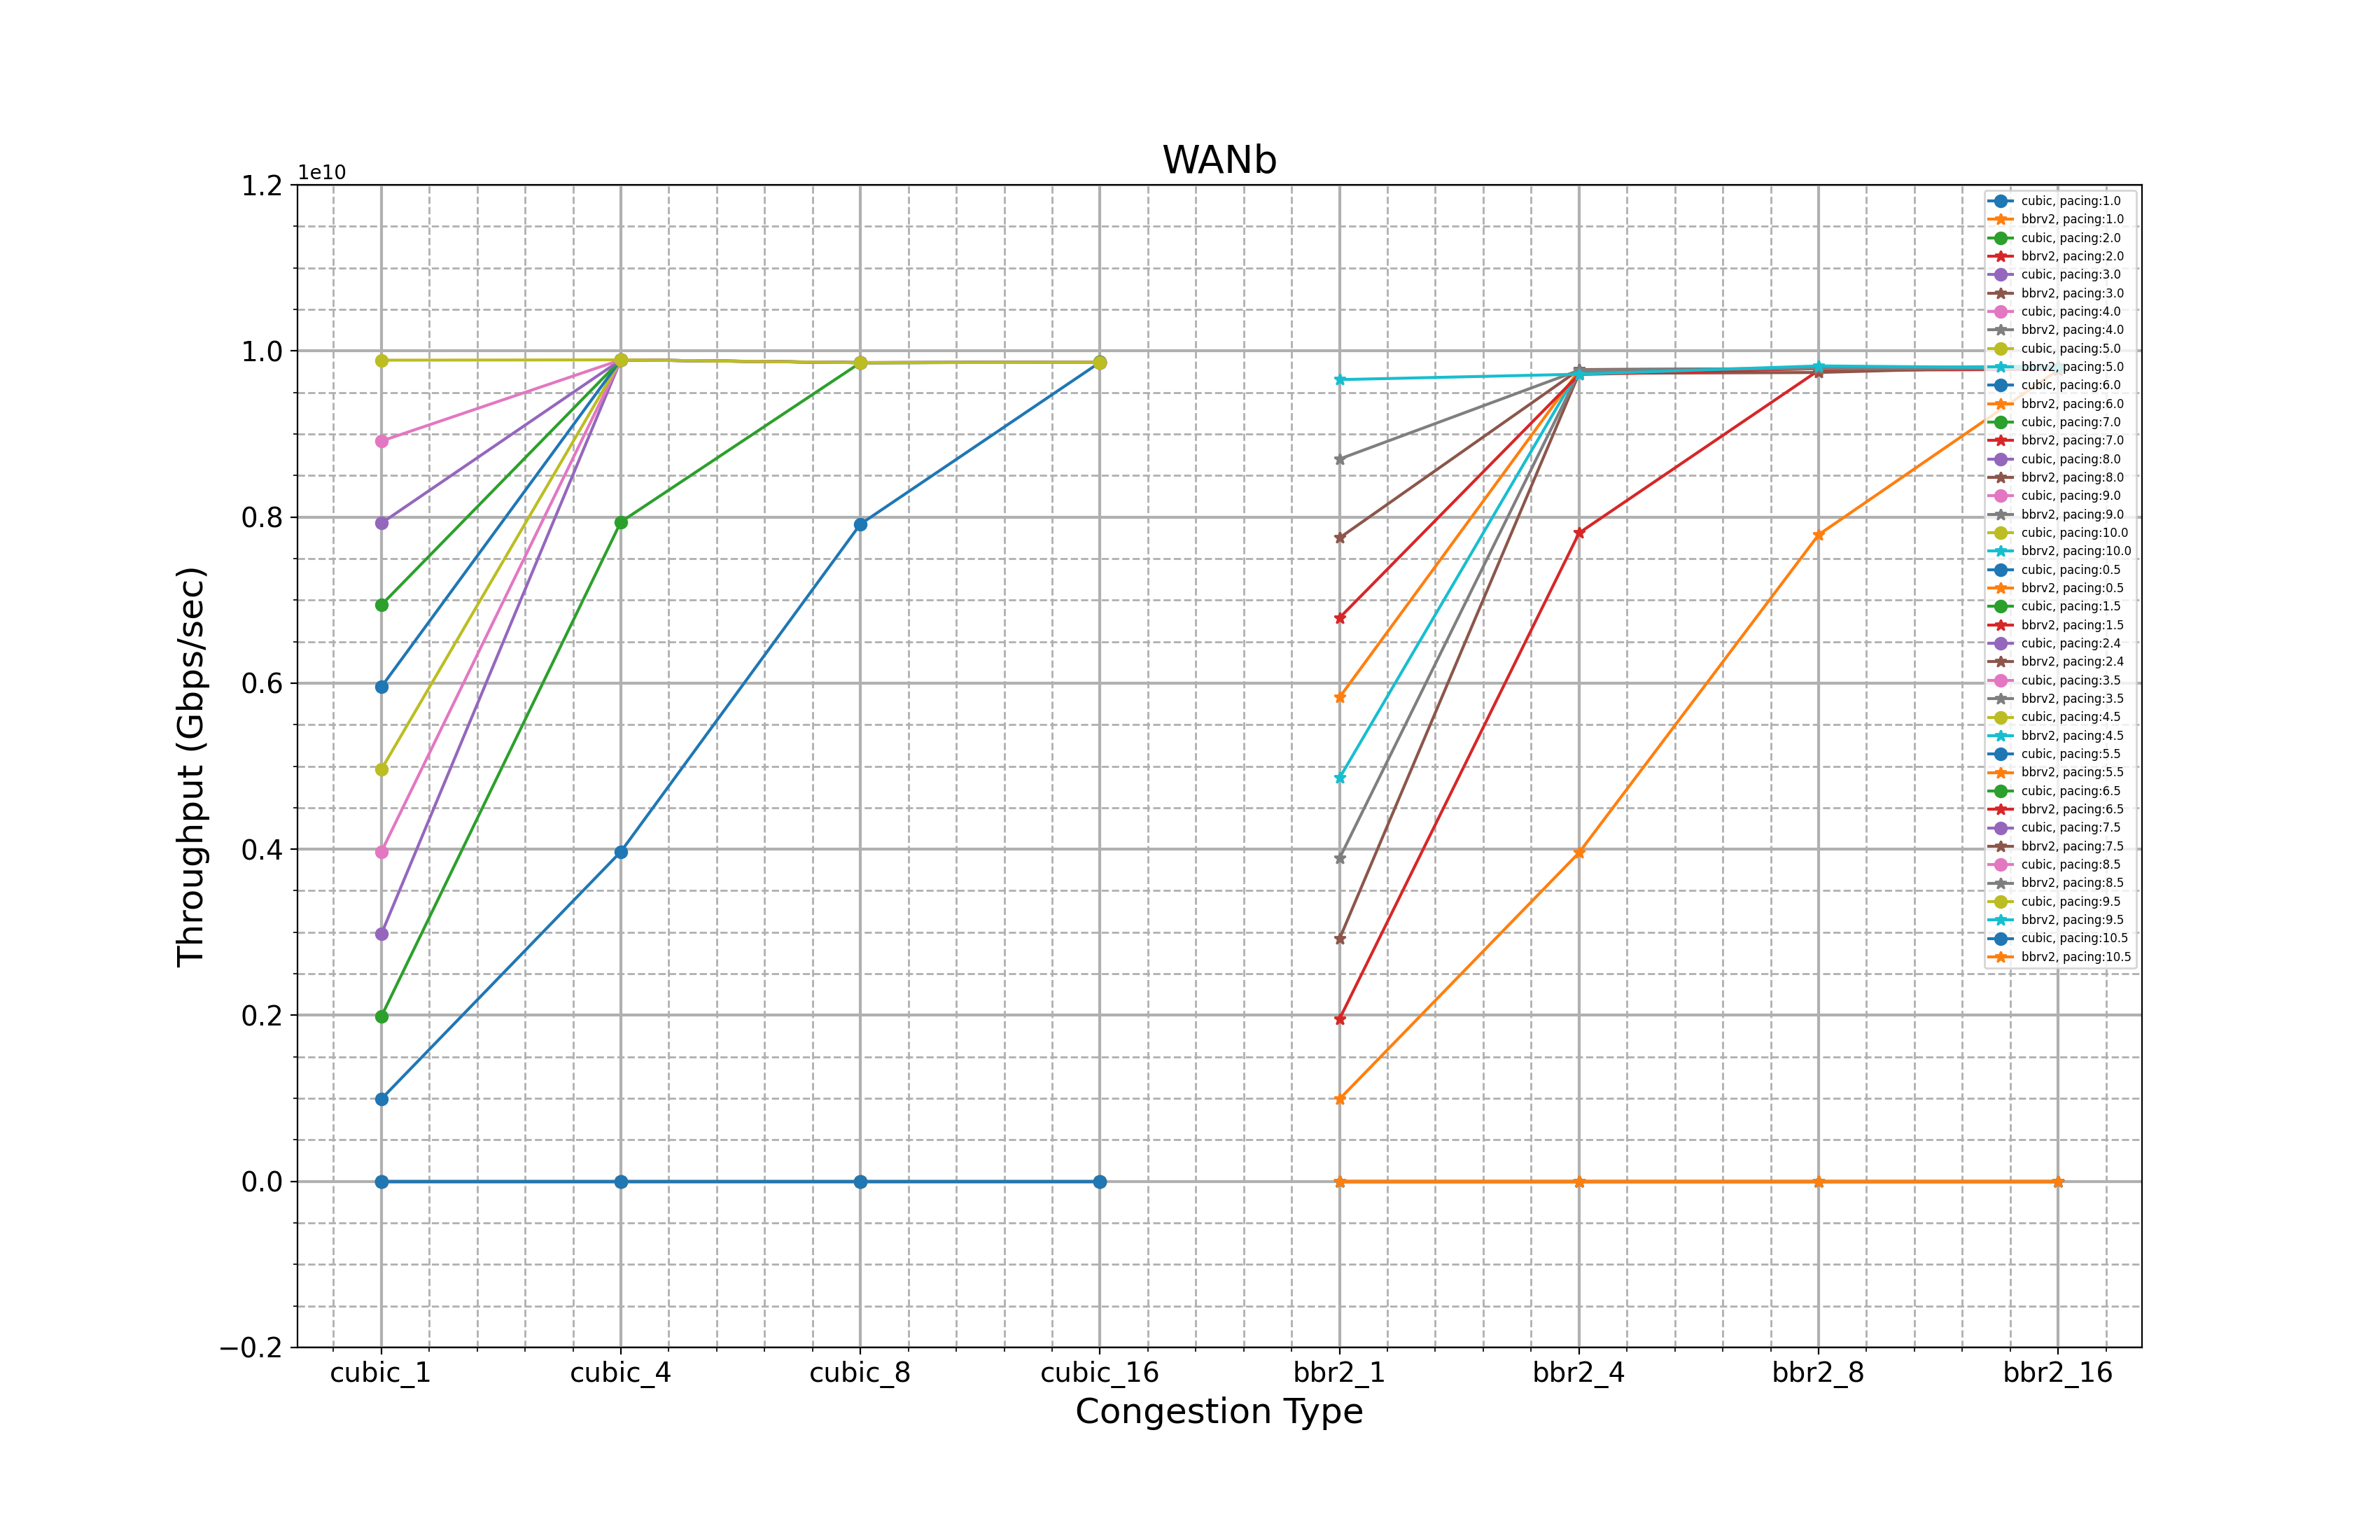 WANb
1e10
1.2
1.0
0.8
0.6
0.4
0.2
0.0
−0.2
Throughput (Gbps/sec)
cubic_1 cubic_4 cubic_8 cubic_16 bbr2_1 bbr2_4 bbr2_8 bbr2_16
Congestion Type
cubic, pacing:1.0
bbrv2, pacing:1.0
cubic, pacing:2.0
bbrv2, pacing:2.0
cubic, pacing:3.0
bbrv2, pacing:3.0
cubic, pacing:4.0
bbrv2, pacing:4.0
cubic, pacing:5.0
bbrv2, pacing:5.0
cubic, pacing:6.0
bbrv2, pacing:6.0
cubic, pacing:7.0
bbrv2, pacing:7.0
cubic, pacing:8.0
bbrv2, pacing:8.0
cubic, pacing:9.0
bbrv2, pacing:9.0
cubic, pacing:10.0
bbrv2, pacing:10.0
cubic, pacing:0.5
bbrv2, pacing:0.5
cubic, pacing:1.5
bbrv2, pacing:1.5
cubic, pacing:2.4
bbrv2, pacing:2.4
cubic, pacing:3.5
bbrv2, pacing:3.5
cubic, pacing:4.5
bbrv2, pacing:4.5
cubic, pacing:5.5
bbrv2, pacing:5.5
cubic, pacing:6.5
bbrv2, pacing:6.5
cubic, pacing:7.5
bbrv2, pacing:7.5
cubic, pacing:8.5
bbrv2, pacing:8.5
cubic, pacing:9.5
bbrv2, pacing:9.5
cubic, pacing:10.5
bbrv2, pacing:10.5